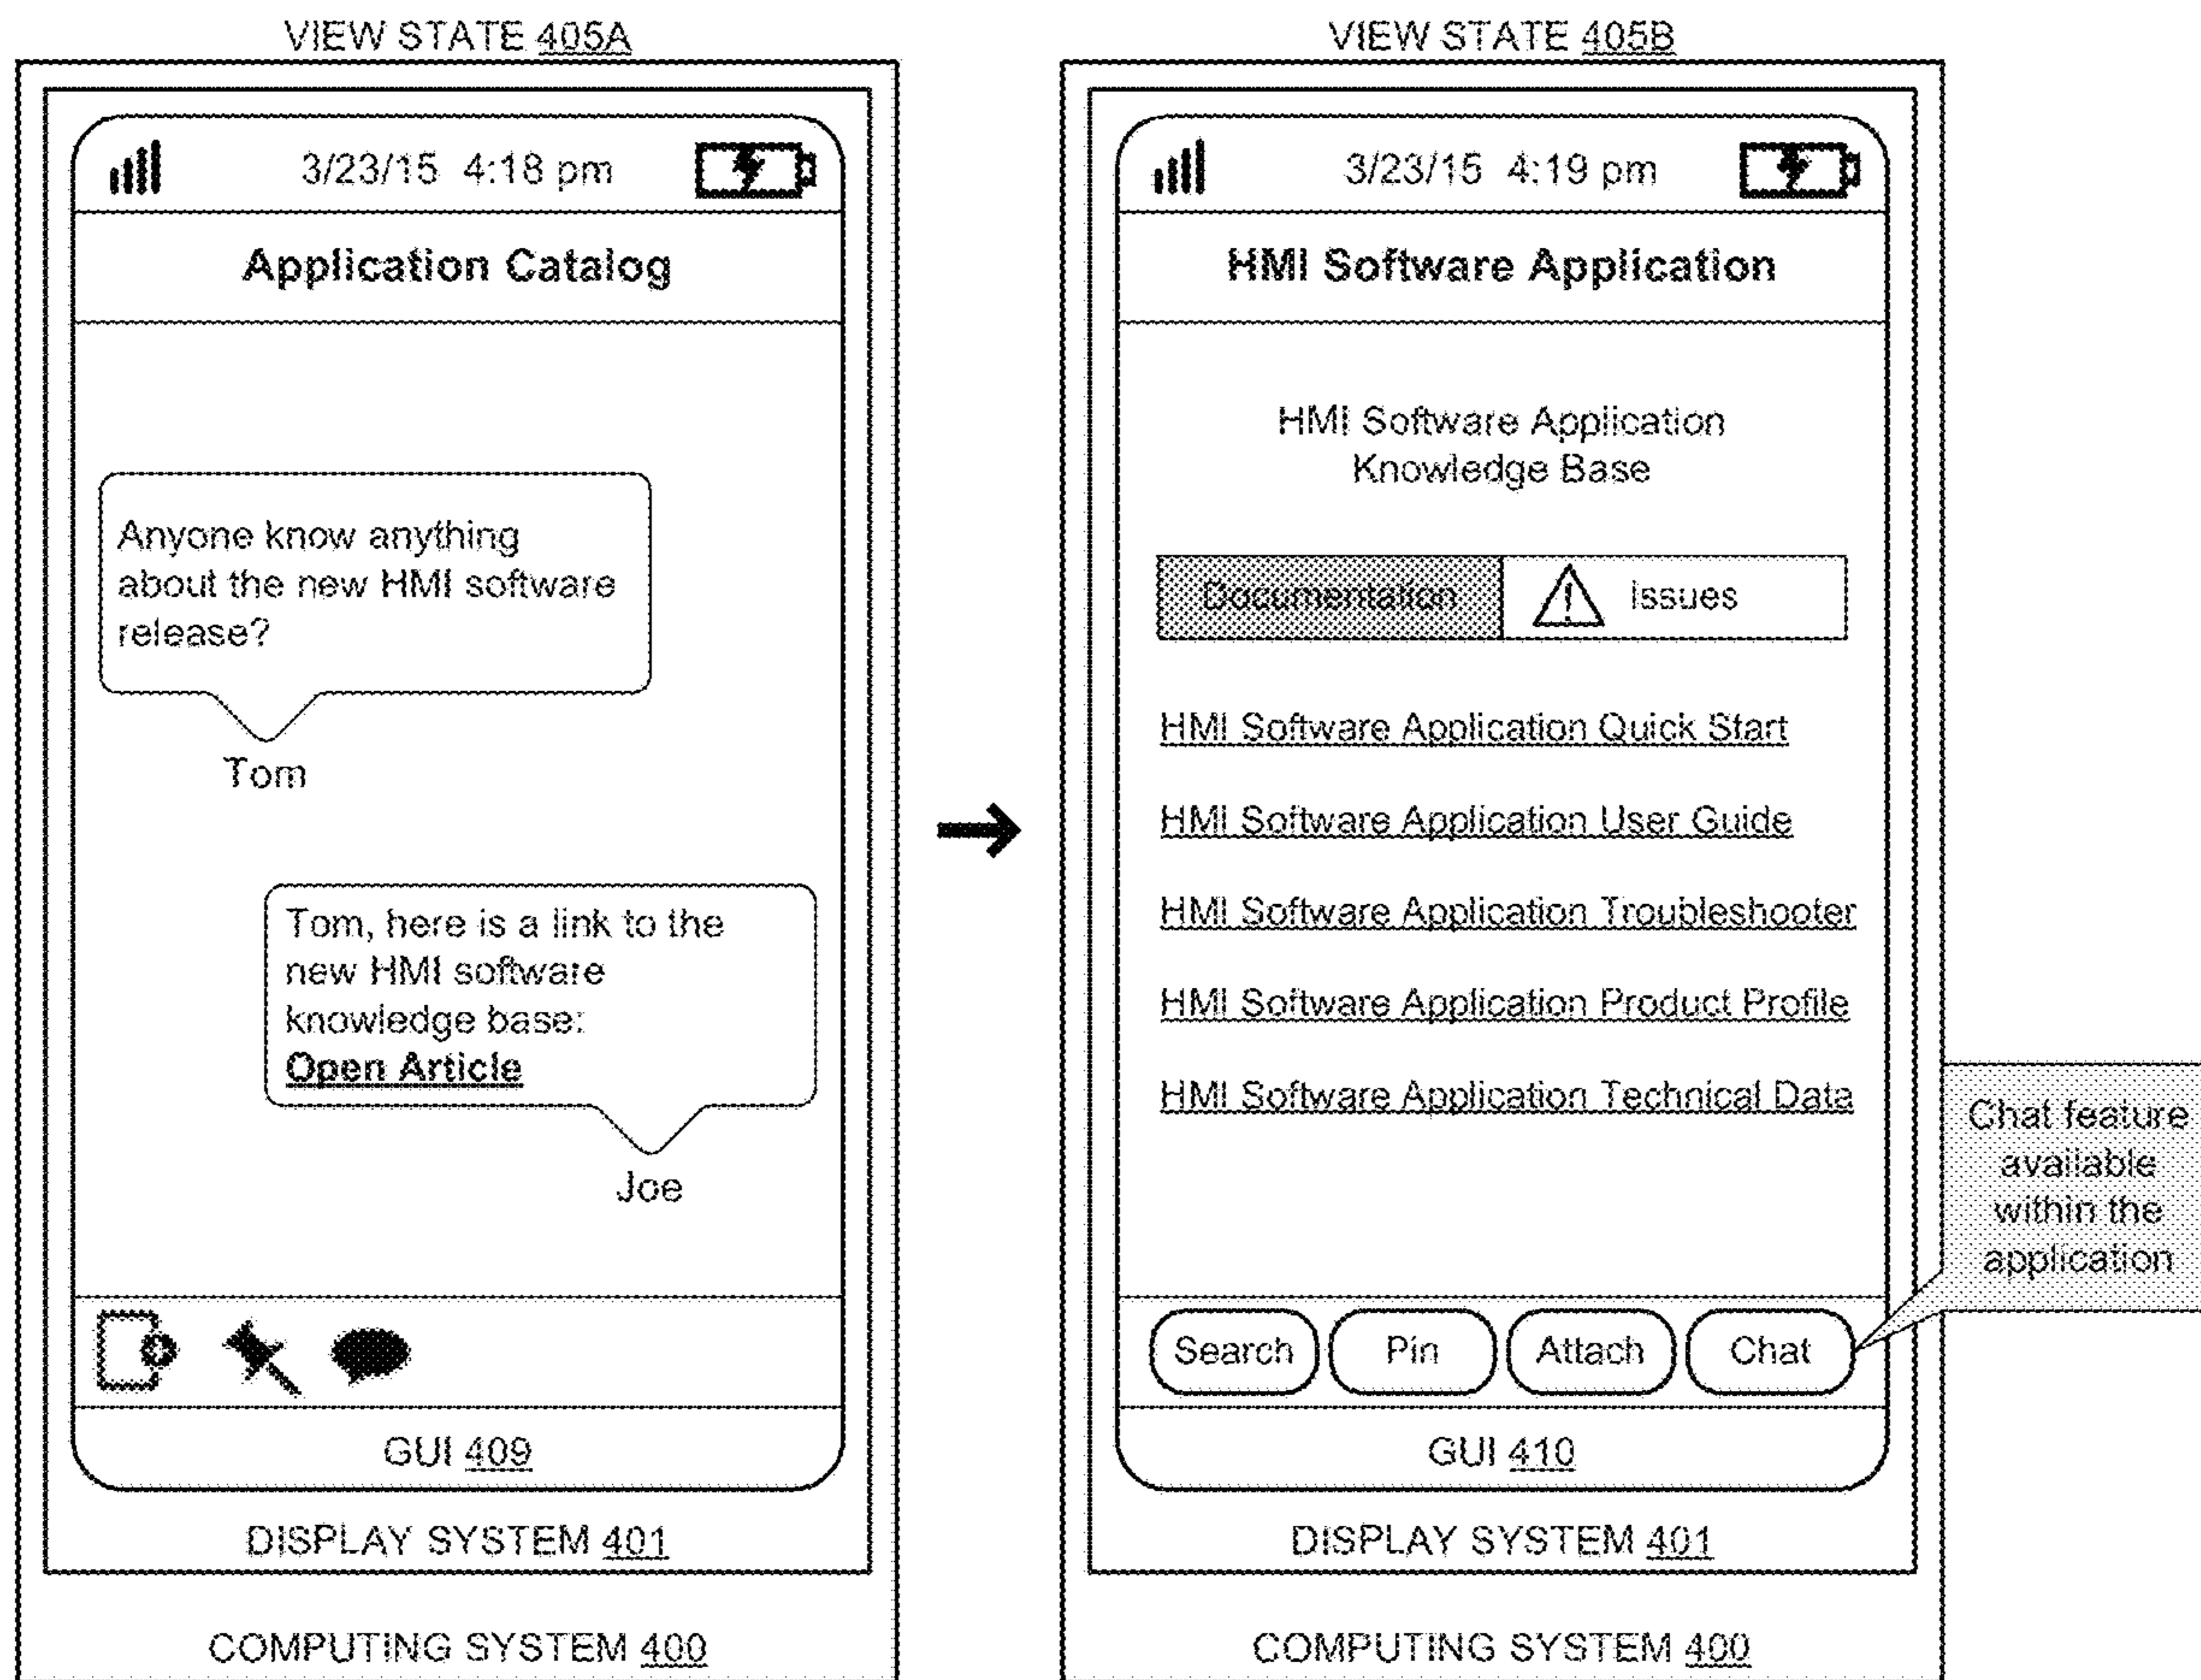 VIEW STATE 405A
3/23/15 4:18 pm
Application Catalog
Anyone know anything
about the new HMI software
release?
Tom
Tom, here is a link to the
new HMI software
knowledge base:
Open Article
Joe
GUI 409
DISPLAY SYSTEM 401
COMPUTING SYSTEM 400
VIEW STATE 405B
3/23/15 4:19 pm
HMI Software Application
HMI Software Application
Knowledge Base
Documentation
Issues
HMI Software Application Quick Start
HMI Software Application User Guide
HMI Software Application Troubleshooter
HMI Software Application Product Profile
HMI Software Application Technical Data
Search
Pin
Attach
Chat
GUI 410
DISPLAY SYSTEM 401
COMPUTING SYSTEM 400
Chat feature
available
within the
application